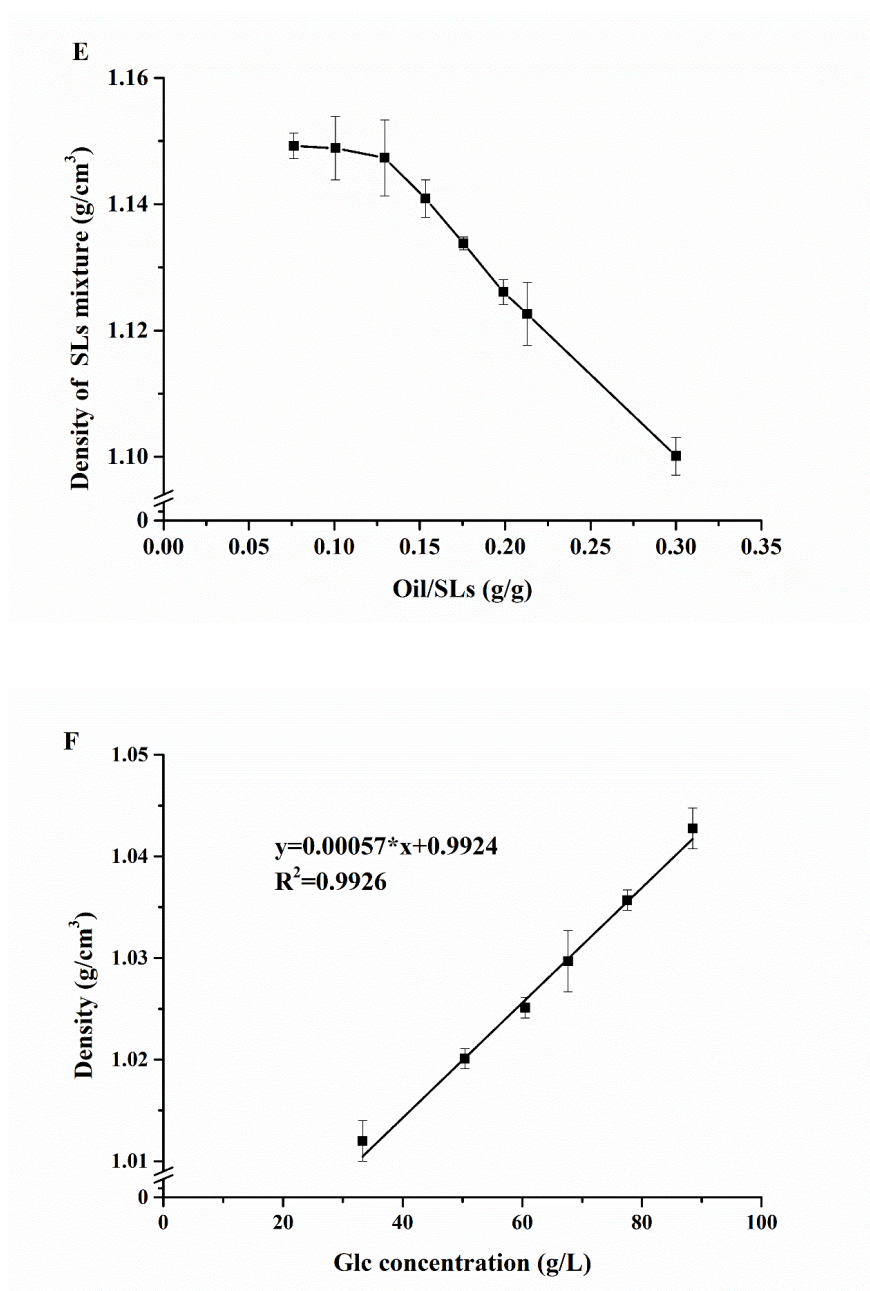 E
1.16
1.14
1.12
1.10
0
Density of SLs mixture (g/cm³)
0.00 0.05 0.10 0.15 0.20 0.25 0.30 0.35
Oil/SLs (g/g)
F
1.05
1.04
1.03
1.02
1.01
0
Density (g/cm³)
y=0.00057*x+0.9924
R²=0.9926
0 20 40 60 80 100
Glc concentration (g/L)